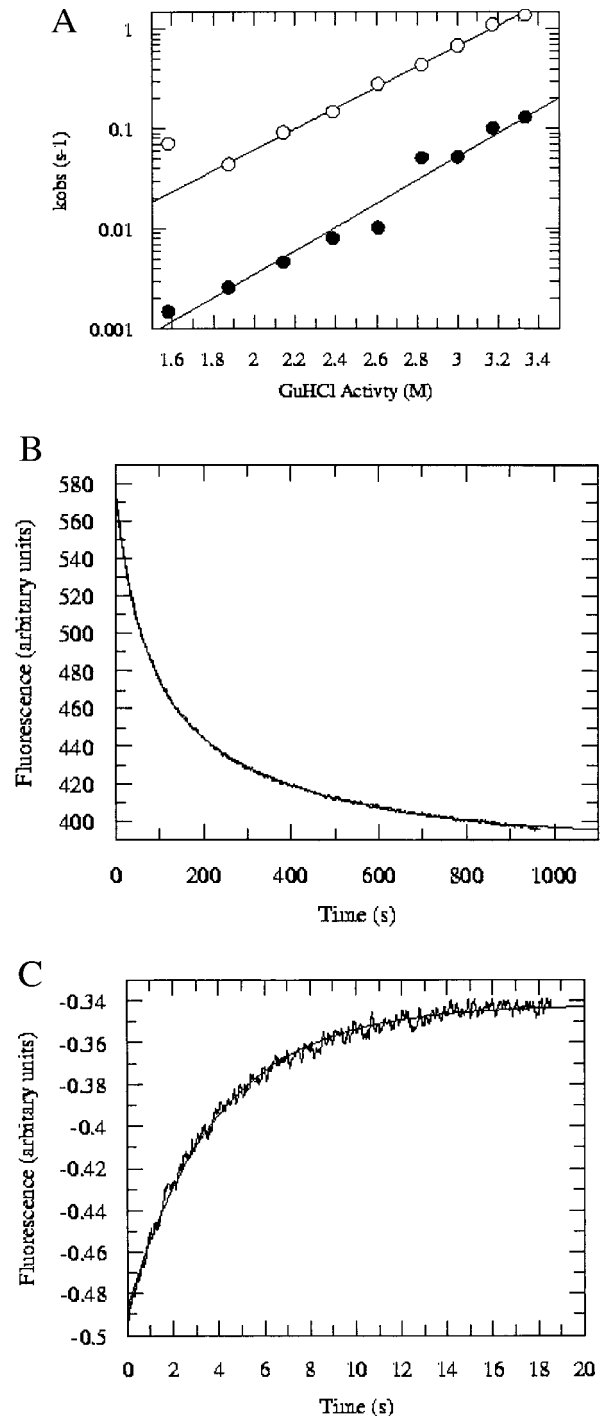 A
1
0.1
0.01
0.001
kobs (s-1)
1.6 1.8 2 2.2 2.4 2.6 2.8 3 3.2 3.4
GuHCl Activty (M)
B
580
560
540
520
500
480
460
440
420
400
Fluorescence (arbitary units)
0 200 400 600 800 1000
Time (s)
C
-0.34
-0.36
-0.38
-0.4
-0.42
-0.44
-0.46
-0.48
-0.5
Fluorescence (arbitary units)
0 2 4 6 8 10 12 14 16 18 20
Time (s)